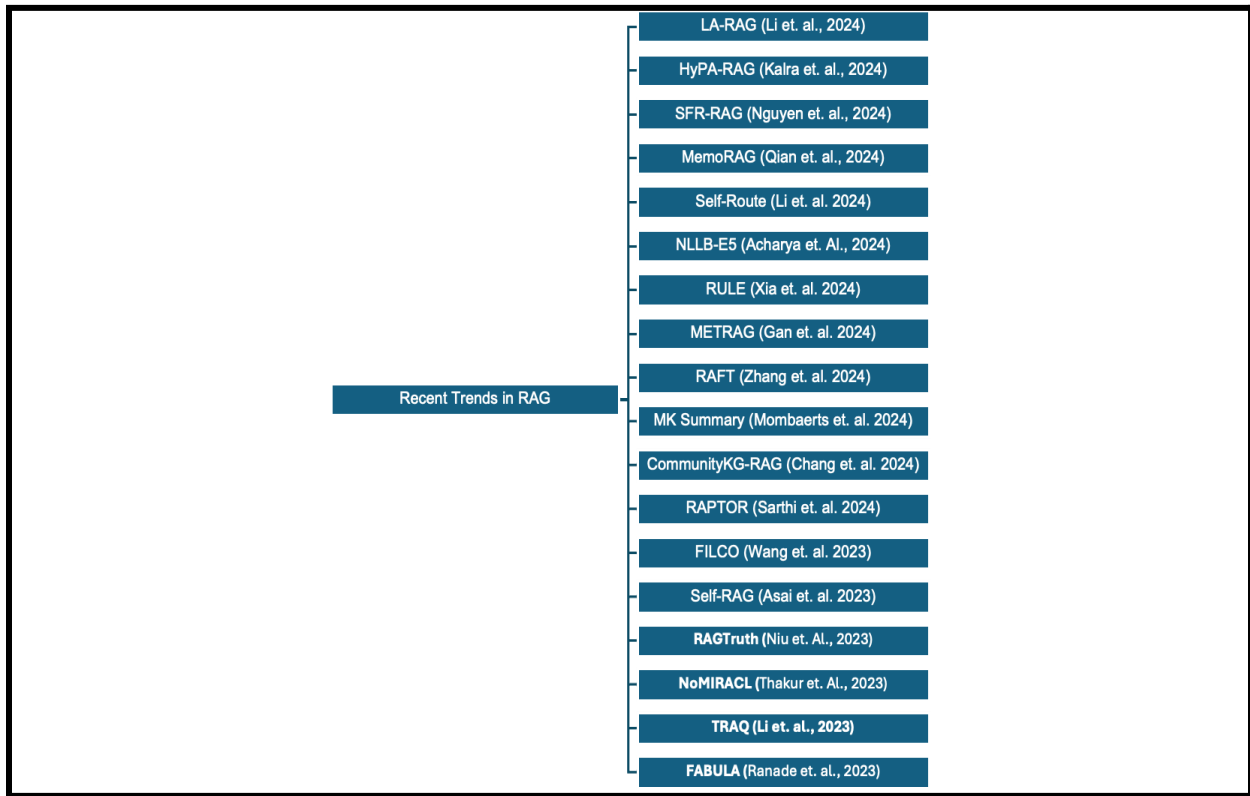 LA-RAG (Li et. al., 2024)
HyPA-RAG (Kalra et. al., 2024)
SFR-RAG (Nguyen et. al., 2024)
MemoRAG (Qian et. al., 2024)
Self-Route (Li et. al. 2024)
NLLB-E5 (Acharya et. Al., 2024)
RULE (Xia et. al. 2024)
METRAG (Gan et. al. 2024)
RAFT (Zhang et. al. 2024)
Recent Trends in RAG
MK Summary (Mombaerts et. al. 2024)
CommunityKG-RAG (Chang et. al. 2024)
RAPTOR (Sarthi et. al. 2024)
FILCO (Wang et. al. 2023)
Self-RAG (Asai et. al. 2023)
RAGTruth (Niu et. Al., 2023)
NoMIRACL (Thakur et. Al., 2023)
TRAQ (Li et. al., 2023)
FABULA (Ranade et. al., 2023)